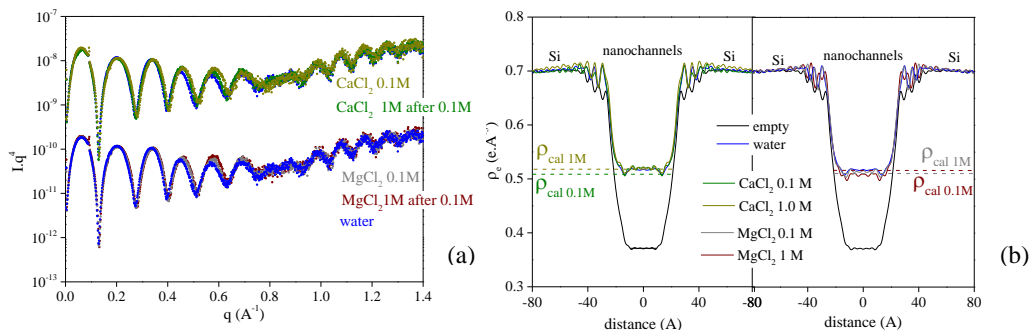 I.q⁴
10⁻⁷
10⁻⁸
10⁻⁹
10⁻¹⁰
10⁻¹¹
10⁻¹²
10⁻¹³
CaCl₂ 0.1M
CaCl₂ 1M after 0.1M
MgCl₂ 0.1M
MgCl₂1M after 0.1M
water
(a)
0.0 0.2 0.4 0.6 0.8 1.0 1.2 1.4
q (A⁻¹)
ρₑ (e.A⁻³)
0.8
0.7
0.6
0.5
0.4
0.3
Si nanochannels Si
Si nanochannels Si
empty
water
CaCl₂ 0.1 M
CaCl₂ 1.0 M
MgCl₂ 0.1 M
MgCl₂ 1 M
ρcal 1M
ρcal 0.1M
ρcal 1M
ρcal 0.1M
(b)
-80 -40 0 40 80 -40 0 40 80
distance (A) distance (A)